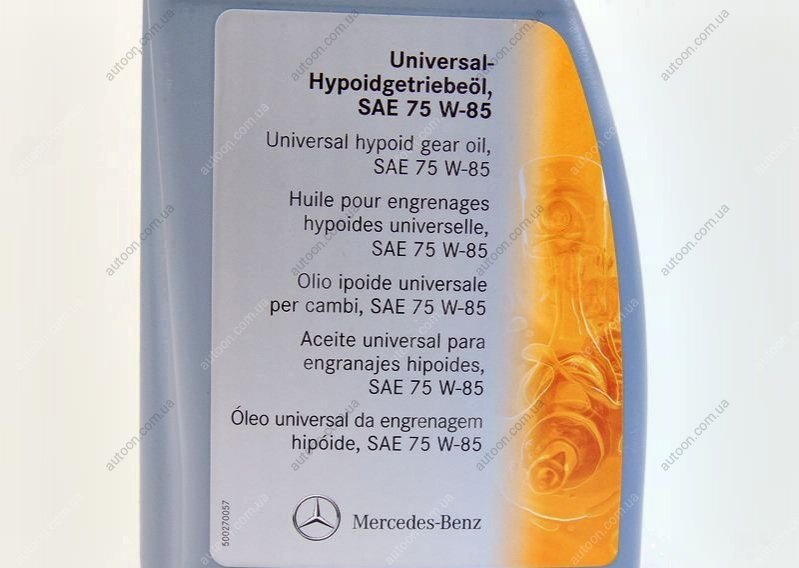 Universal-
Hypoidgetriebeöl,
SAE 75 W-85
Universal hypoid gear oil,
SAE 75 W-85
Huile pour engrenages
hypoides universelle,
SAE 75 W-85
Olio ipoide universale
per cambi, SAE 75 W-85
Aceite universal para
engranajes hipoides,
SAE 75 W-85
Óleo universal da engrenagem
hipóide, SAE 75 W-85
500270057
Mercedes-Benz
autoon.com.ua